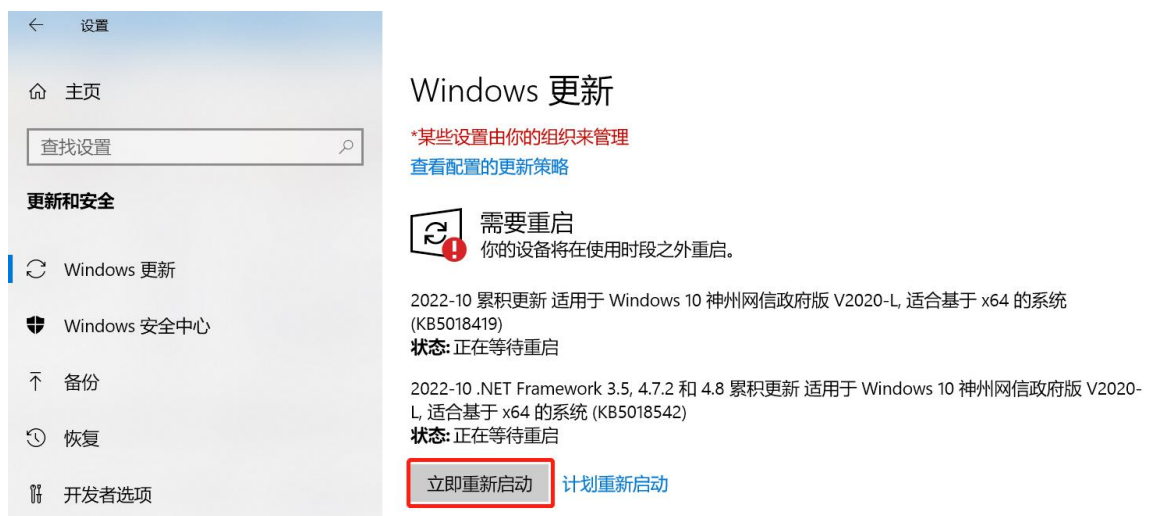 设置
主页
查找设置
更新和安全
Windows 更新
Windows 安全中心
备份
恢复
开发者选项
Windows 更新
*某些设置由你的组织来管理
查看配置的更新策略
需要重启
你的设备将在使用时段之外重启。
2022-10 累积更新 适用于 Windows 10 神州网信政府版 V2020-L, 适合基于 x64 的系统
(KB5018419)
状态: 正在等待重启
2022-10 .NET Framework 3.5, 4.7.2 和 4.8 累积更新 适用于 Windows 10 神州网信政府版 V2020-
L, 适合基于 x64 的系统 (KB5018542)
状态: 正在等待重启
立即重新启动 计划重新启动